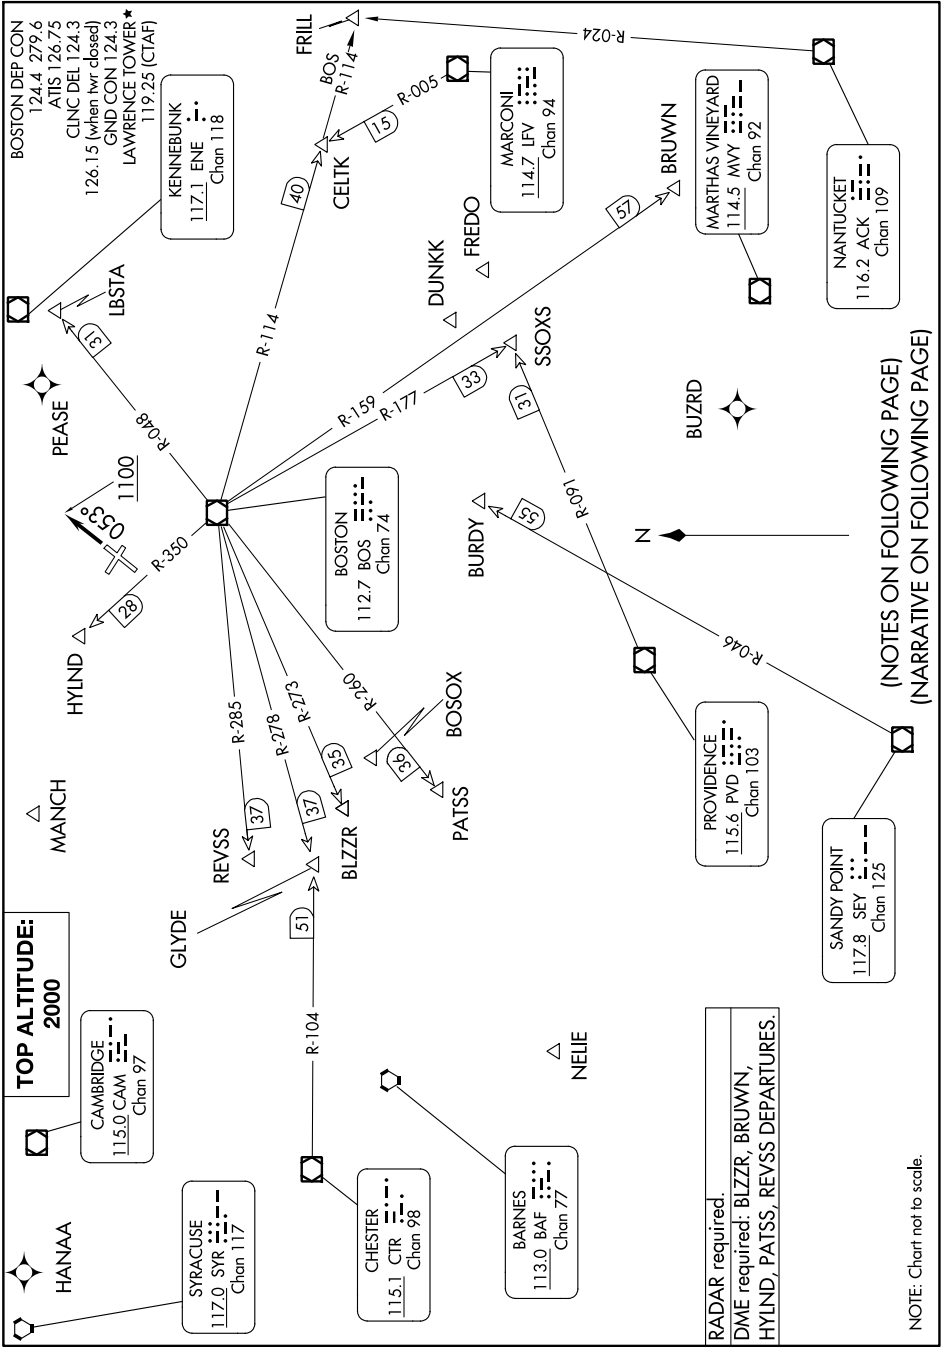 BOSTON DEP CON
124.4 279.6
ATIS 126.75
CLNC DEL 124.3
126.15 (when twr closed)
GND CON 124.3
LAWRENCE TOWER★
119.25 (CTAF)
KENNEBUNK
117.1 ENE
Chan 118
TOP ALTITUDE:
2000
CAMBRIDGE
115.0 CAM
Chan 97
SYRACUSE
117.0 SYR
Chan 117
HANAA
MANCH
HYLND
PEASE
LBSTA
31
R-048
053°
1100
R-350
28
FRILL
BOS
R-114
CELTK
40
R-114
R-005
15
R-024
MARCONI
114.7 LFV
Chan 94
GLYDE
REVSS
37
R-285
R-278
37
R-273
35
BLZZR
R-260
36
PATSS
BOSOX
51
R-104
CHESTER
115.1 CTR
Chan 98
BARNES
113.0 BAF
Chan 77
NELIE
BOSTON
112.7 BOS
Chan 74
R-159
57
BRUWN
R-177
33
SSOXS
DUNKK
FREDO
31
R-091
BURDY
55
R-046
MARTHAS VINEYARD
114.5 MVY
Chan 92
NANTUCKET
116.2 ACK
Chan 109
BUZRD
N
PROVIDENCE
115.6 PVD
Chan 103
SANDY POINT
117.8 SEY
Chan 125
RADAR required.
DME required: BLZZR, BRUWN,
HYLND, PATSS, REVSS DEPARTURES.
(NOTES ON FOLLOWING PAGE)
(NARRATIVE ON FOLLOWING PAGE)
NOTE: Chart not to scale.